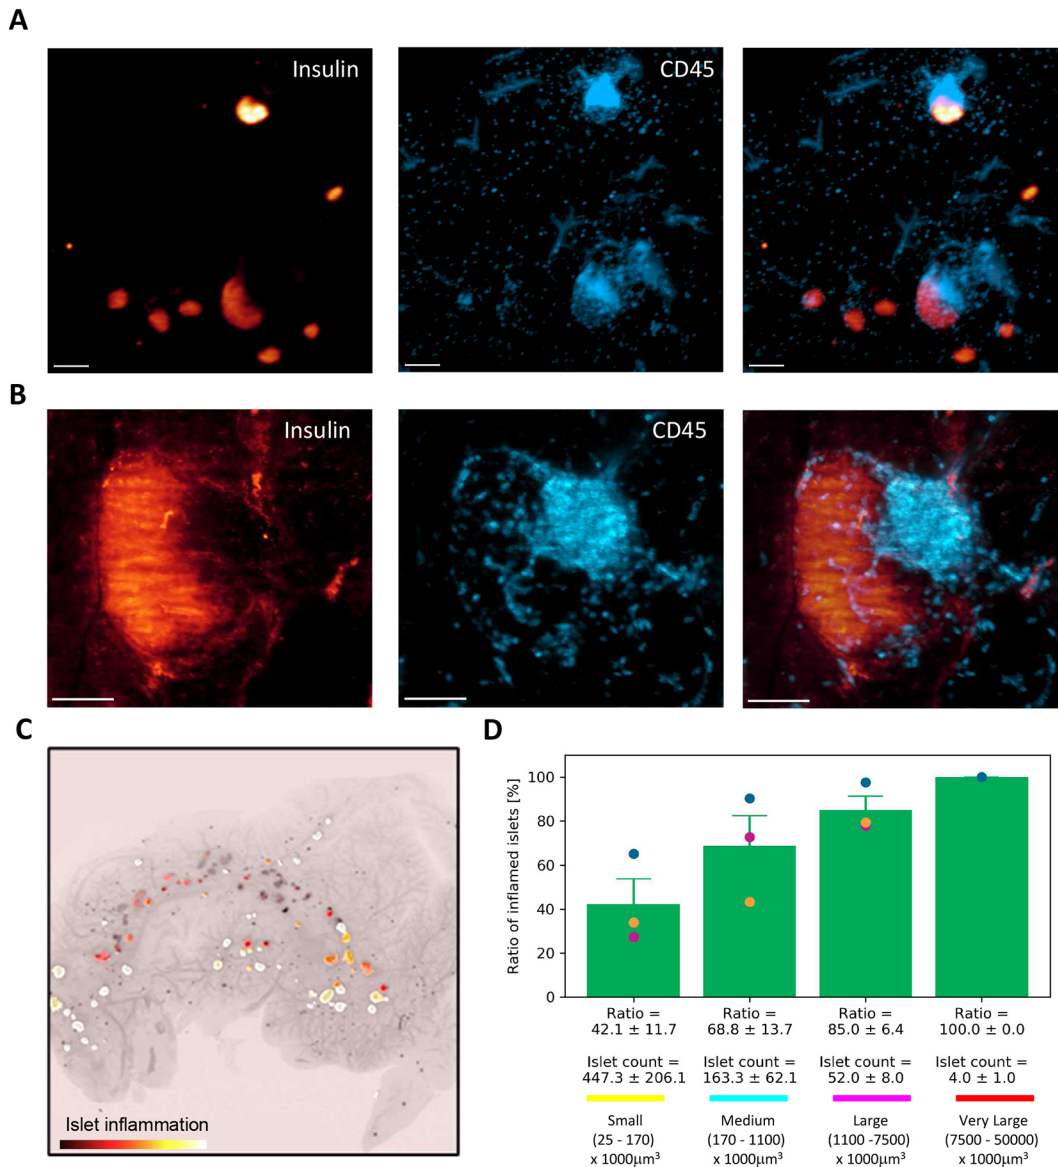 A
Insulin
CD45
B
Insulin
CD45
C
Islet inflammation
D
Ratio of inflamed islets [%]
100
80
60
40
20
0
Ratio =
42.1 ± 11.7
Ratio =
68.8 ± 13.7
Ratio =
85.0 ± 6.4
Ratio =
100.0 ± 0.0
Islet count =
447.3 ± 206.1
Islet count =
163.3 ± 62.1
Islet count =
52.0 ± 8.0
Islet count =
4.0 ± 1.0
Small
(25 - 170)
x 1000µm³
Medium
(170 - 1100)
x 1000µm³
Large
(1100 -7500)
x 1000µm³
Very Large
(7500 - 50000)
x 1000µm³